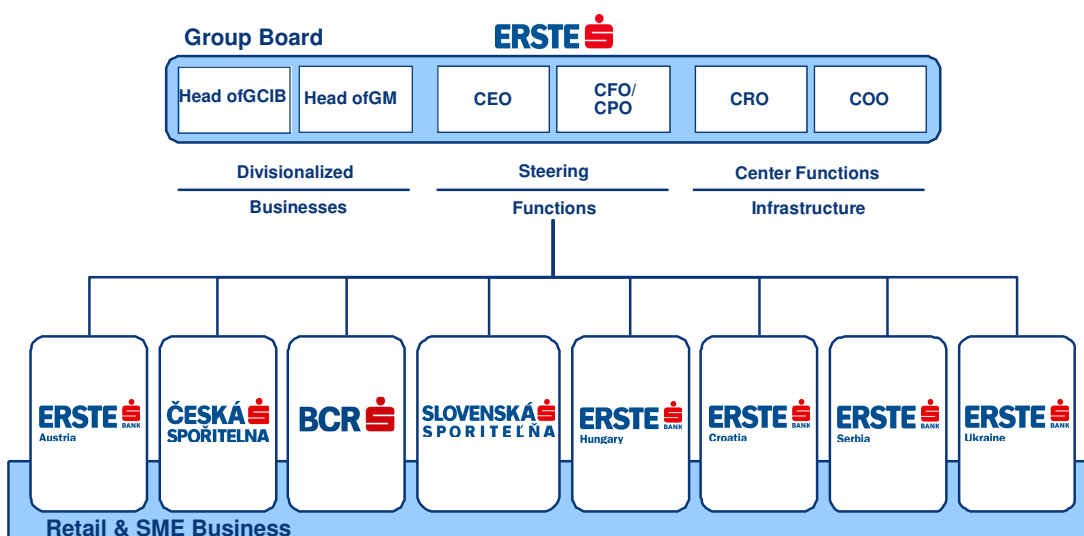 Group Board
ERSTE
Head ofGCIB
Head ofGM
CEO
CFO/
CPO
CRO
COO
Divisionalized
Businesses
Steering
Functions
Center Functions
Infrastructure
ERSTE
BANK
Austria
ČESKÁ
SPOŘITELNA
BCR
SLOVENSKÁ
SPORITEĽŇA
ERSTE
BANK
Hungary
ERSTE
BANK
Croatia
ERSTE
BANK
Serbia
ERSTE
BANK
Ukraine
Retail & SME Business